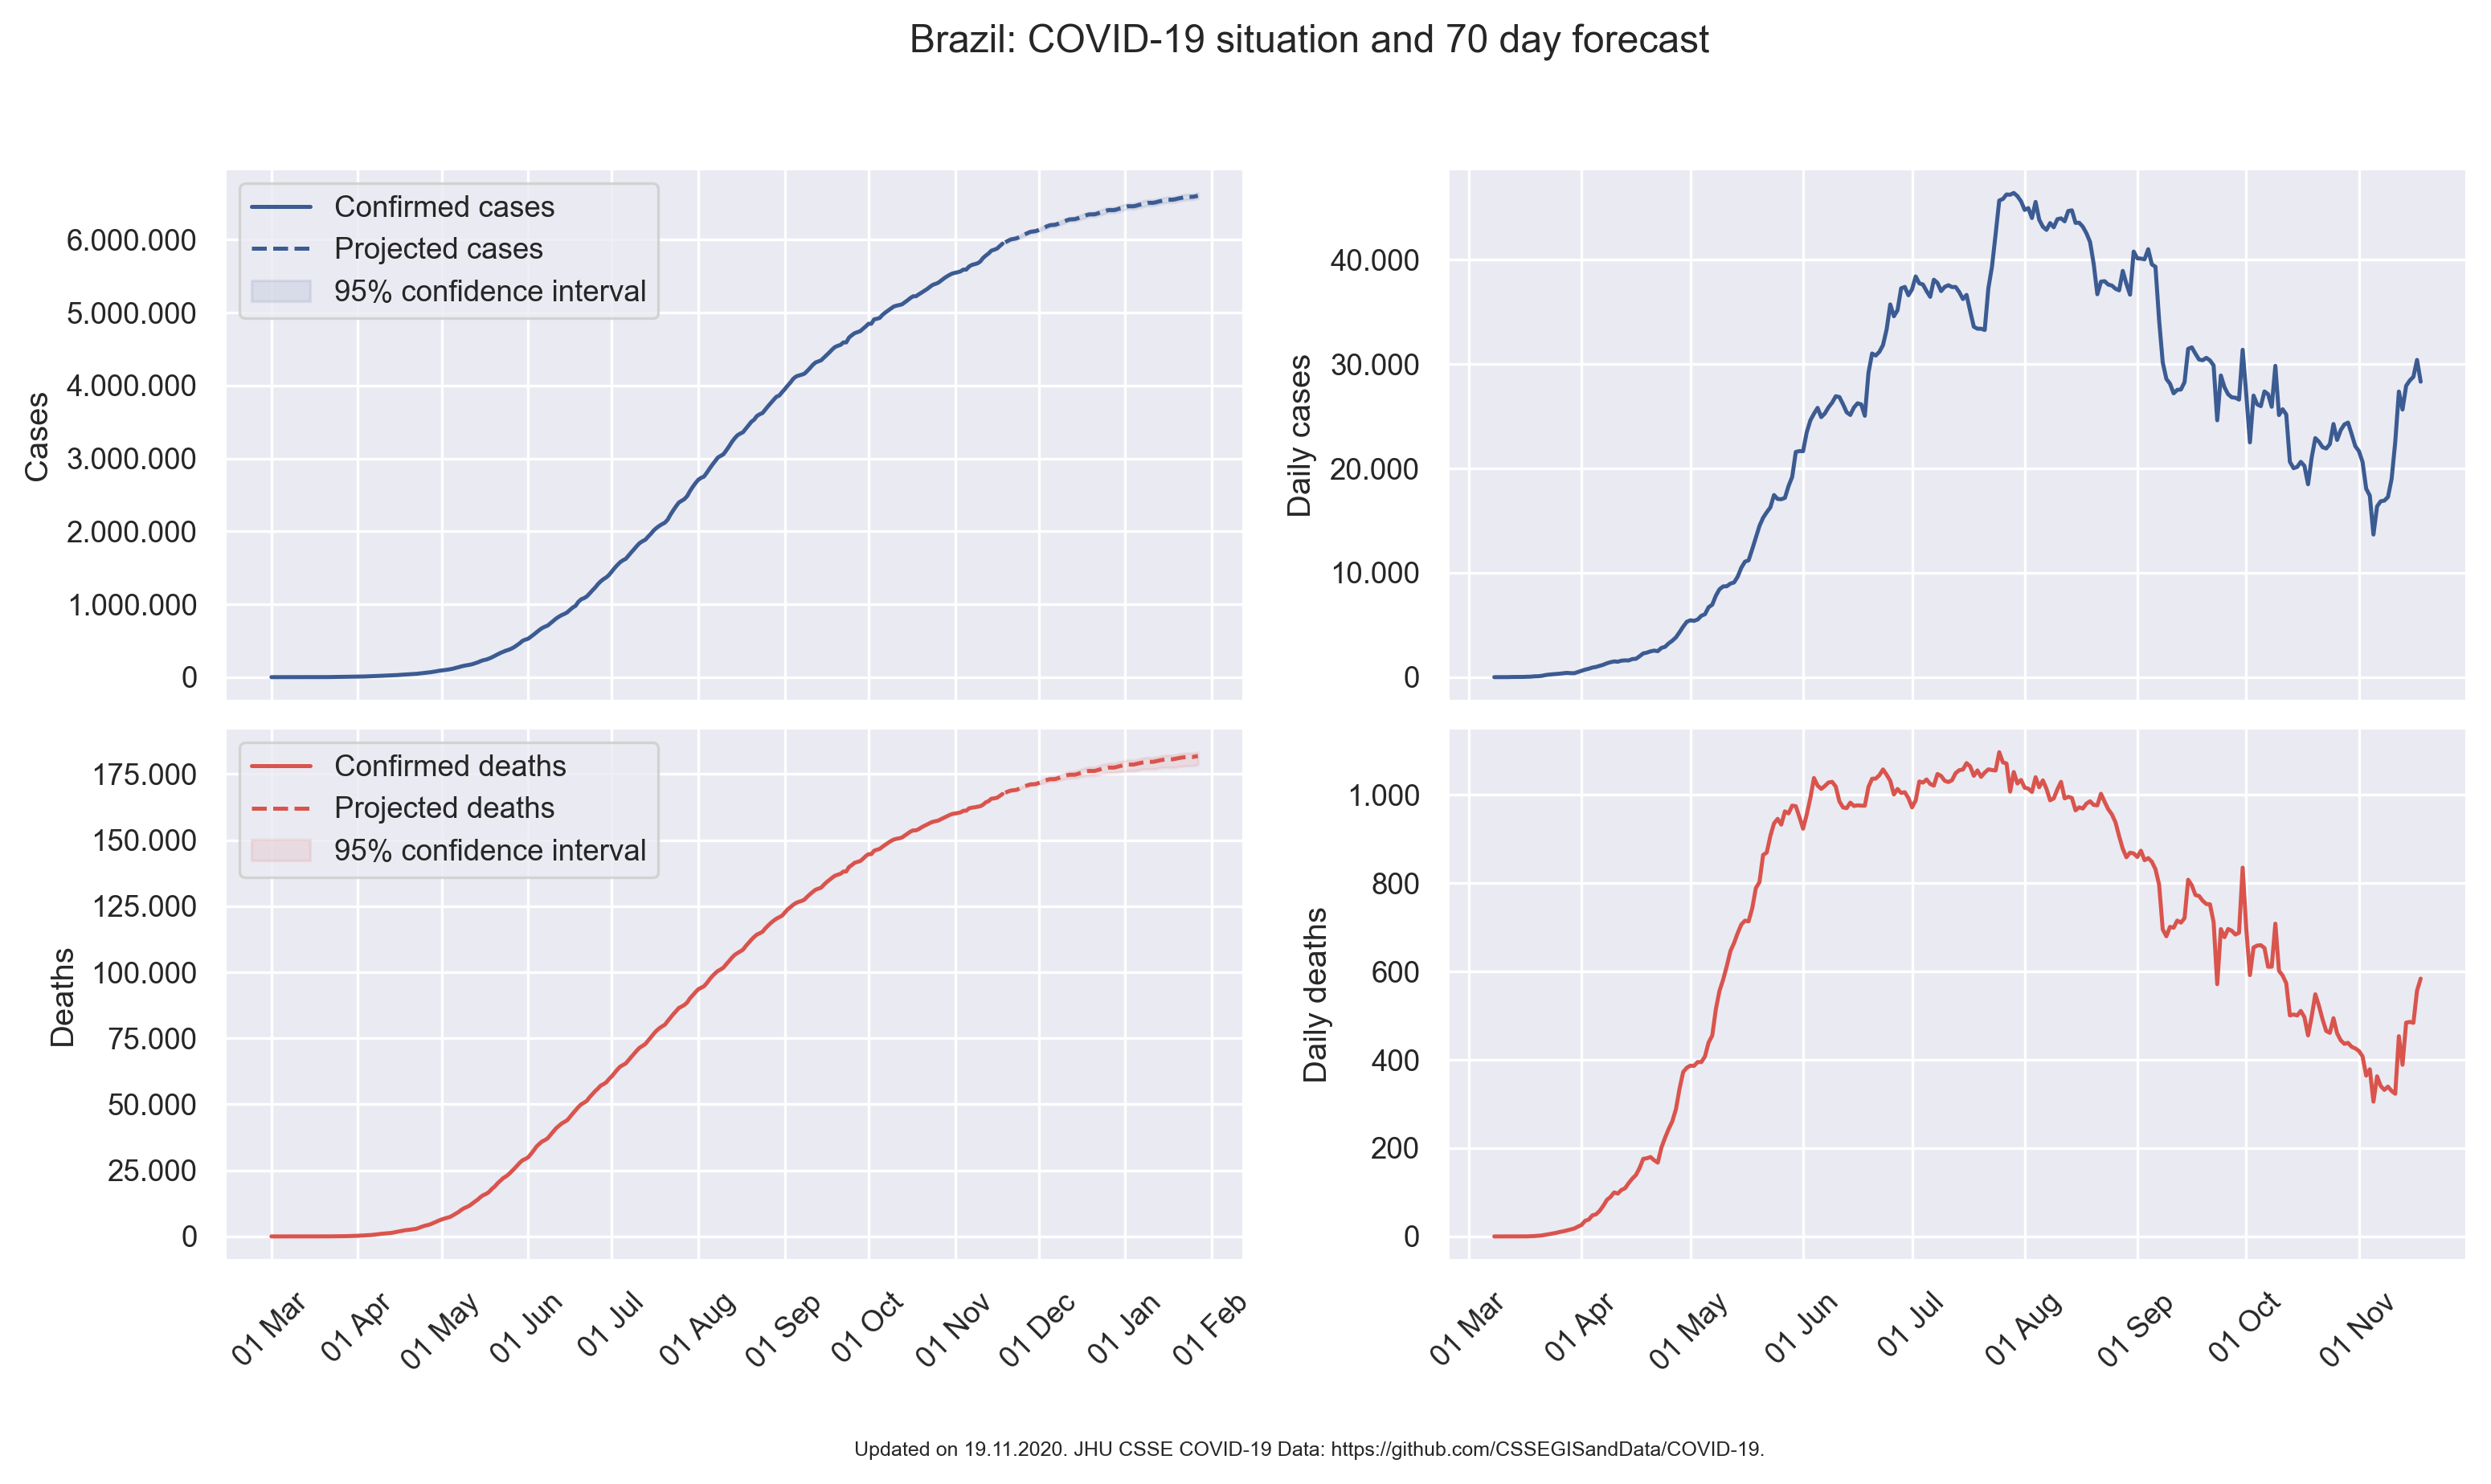 Brazil: COVID-19 situation and 70 day forecast
Confirmed cases
Projected cases
95% confidence interval
Cases
6.000.000
5.000.000
4.000.000
3.000.000
2.000.000
1.000.000
0
Daily cases
40.000
30.000
20.000
10.000
0
Confirmed deaths
Projected deaths
95% confidence interval
Deaths
175.000
150.000
125.000
100.000
75.000
50.000
25.000
0
01 Mar
01 Apr
01 May
01 Jun
01 Jul
01 Aug
01 Sep
01 Oct
01 Nov
01 Dec
01 Jan
01 Feb
Daily deaths
1.000
800
600
400
200
0
01 Mar
01 Apr
01 May
01 Jun
01 Jul
01 Aug
01 Sep
01 Oct
01 Nov
Updated on 19.11.2020. JHU CSSE COVID-19 Data: https://github.com/CSSEGISandData/COVID-19.